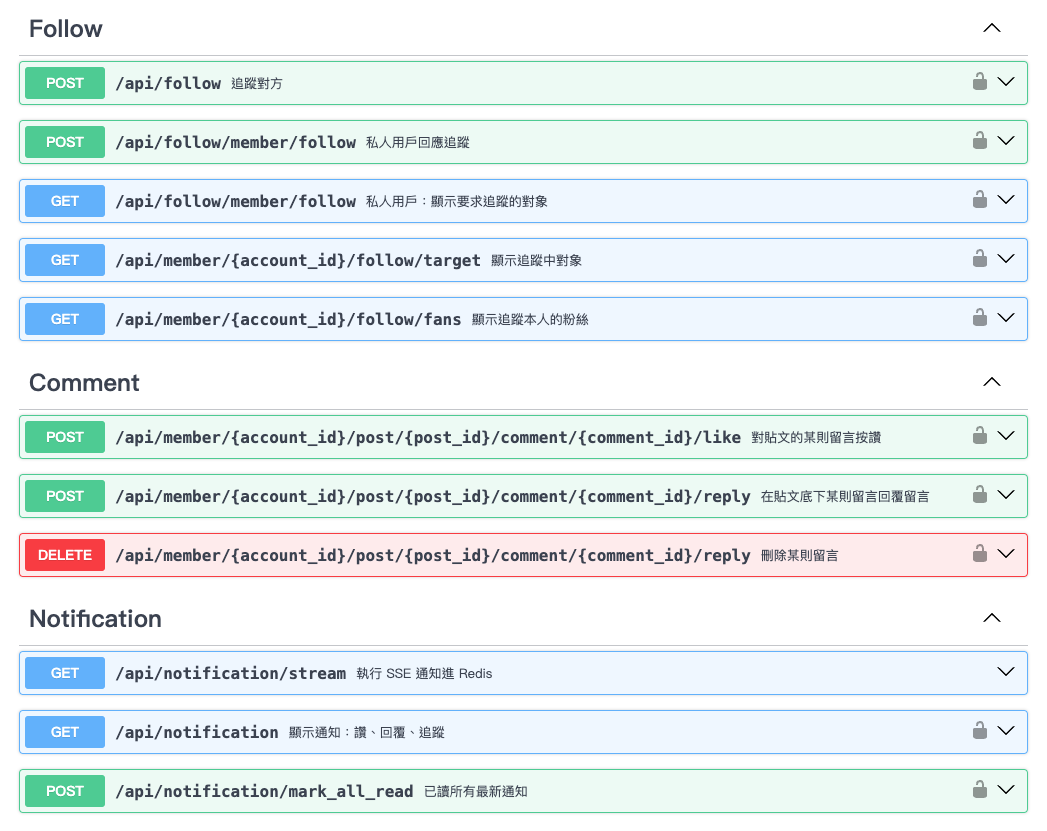 Follow
POST /api/follow 追蹤對方
POST /api/follow/member/follow 私人用戶回應追蹤
GET /api/follow/member/follow 私人用戶：顯示要求追蹤的對象
GET /api/member/{account_id}/follow/target 顯示追蹤中對象
GET /api/member/{account_id}/follow/fans 顯示追蹤本人的粉絲
Comment
POST /api/member/{account_id}/post/{post_id}/comment/{comment_id}/like 對貼文的某則留言按讚
POST /api/member/{account_id}/post/{post_id}/comment/{comment_id}/reply 在貼文底下某則留言回覆留言
DELETE /api/member/{account_id}/post/{post_id}/comment/{comment_id}/reply 刪除某則留言
Notification
GET /api/notification/stream 執行 SSE 通知進 Redis
GET /api/notification 顯示通知：讚、回覆、追蹤
POST /api/notification/mark_all_read 已讀所有最新通知